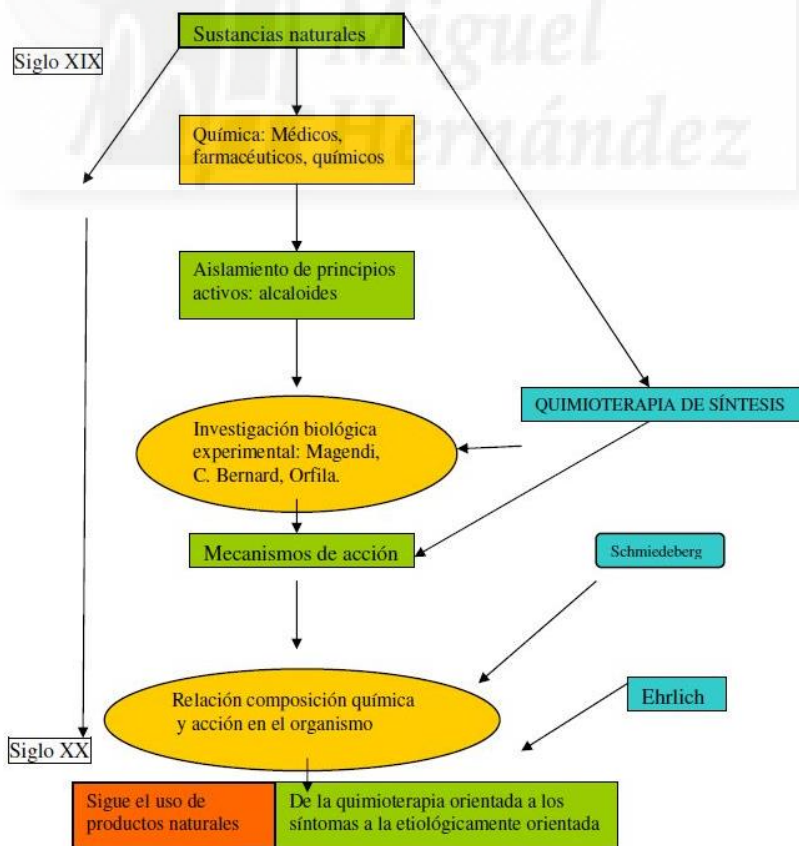 Miguel
Hernández
Sustancias naturales
Siglo XIX
Química: Médicos,
farmacéuticos, químicos
Aislamiento de principios
activos: alcaloides
QUIMIOTERAPIA DE SÍNTESIS
Investigación biológica
experimental: Magendi,
C. Bernard, Orfila.
Mecanismos de acción
Schmiedeberg
Relación composición química
y acción en el organismo
Ehrlich
Siglo XX
Sigue el uso de
productos naturales
De la quimioterapia orientada a los
síntomas a la etiológicamente orientada